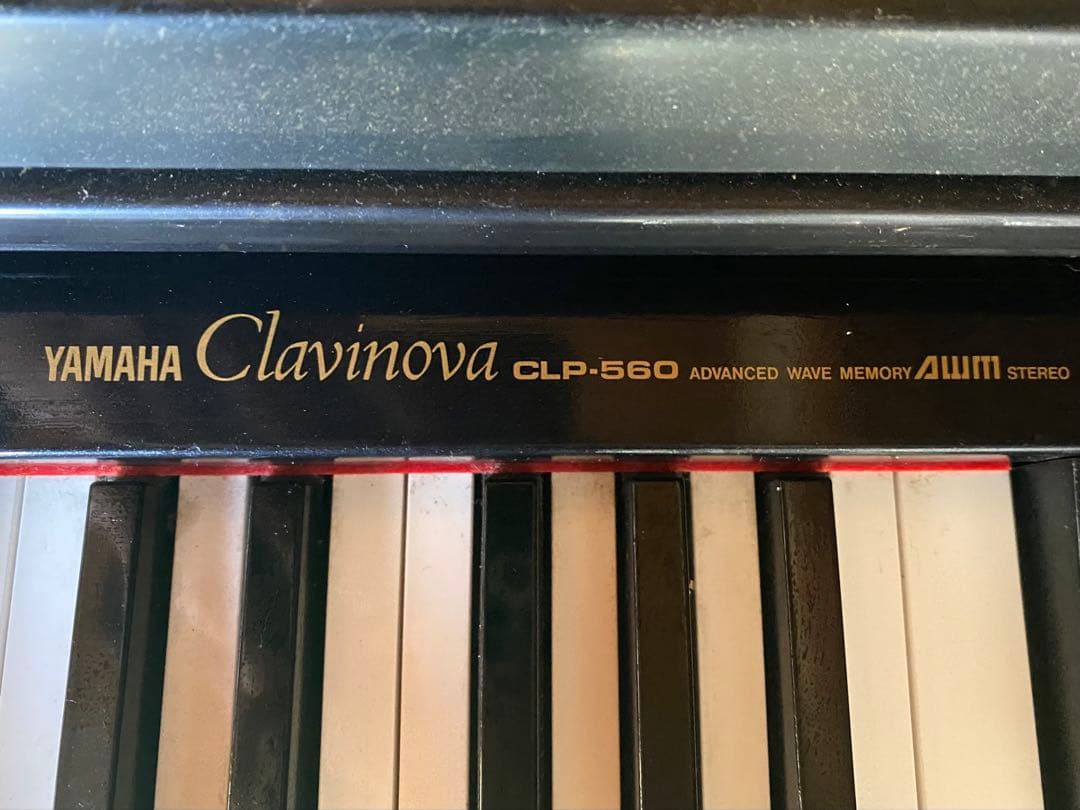 YAMAHA Clavinova CLP-560 ADVANCED WAVE MEMORY AWM STEREO